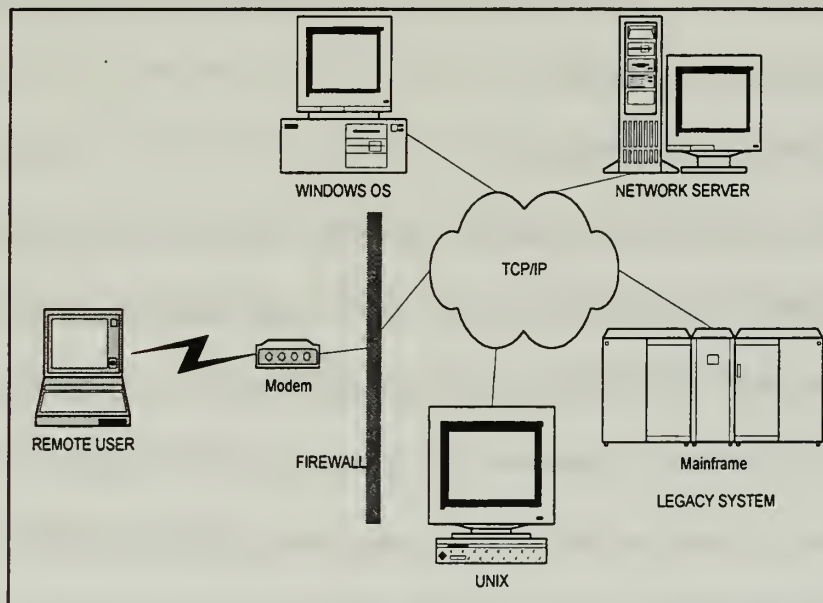 WINDOWS OS
NETWORK SERVER
TCP/IP
Modem
REMOTE USER
FIREWALL
Mainframe
LEGACY SYSTEM
UNIX